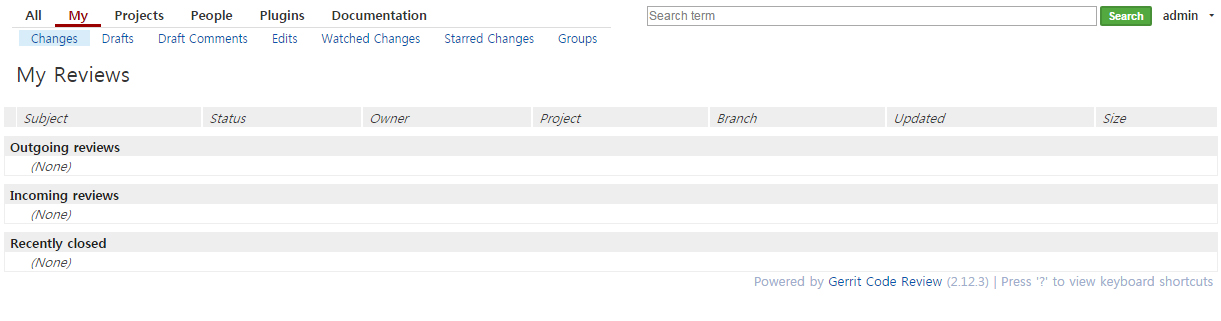 All My Projects People Plugins Documentation Search term Search admin
Changes Drafts Draft Comments Edits Watched Changes Starred Changes Groups
My Reviews
Subject Status Owner Project Branch Updated Size
Outgoing reviews
(None)
Incoming reviews
(None)
Recently closed
(None)
Powered by Gerrit Code Review (2.12.3) | Press '?' to view keyboard shortcuts